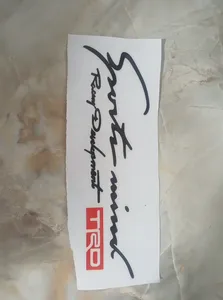 Sports mind
Racing Development
TRD